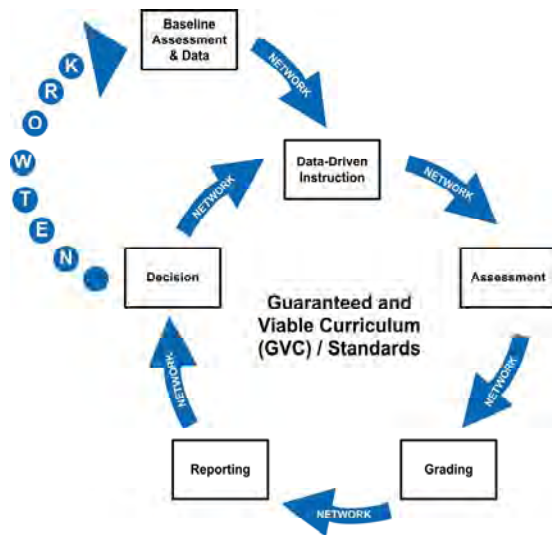 Baseline
Assessment
& Data
NETWORK
NETWORK
Data-Driven
Instruction
NETWORK
NETWORK
Decision
Assessment
Guaranteed and
Viable Curriculum
(GVC) / Standards
NETWORK
NETWORK
Reporting
Grading
NETWORK